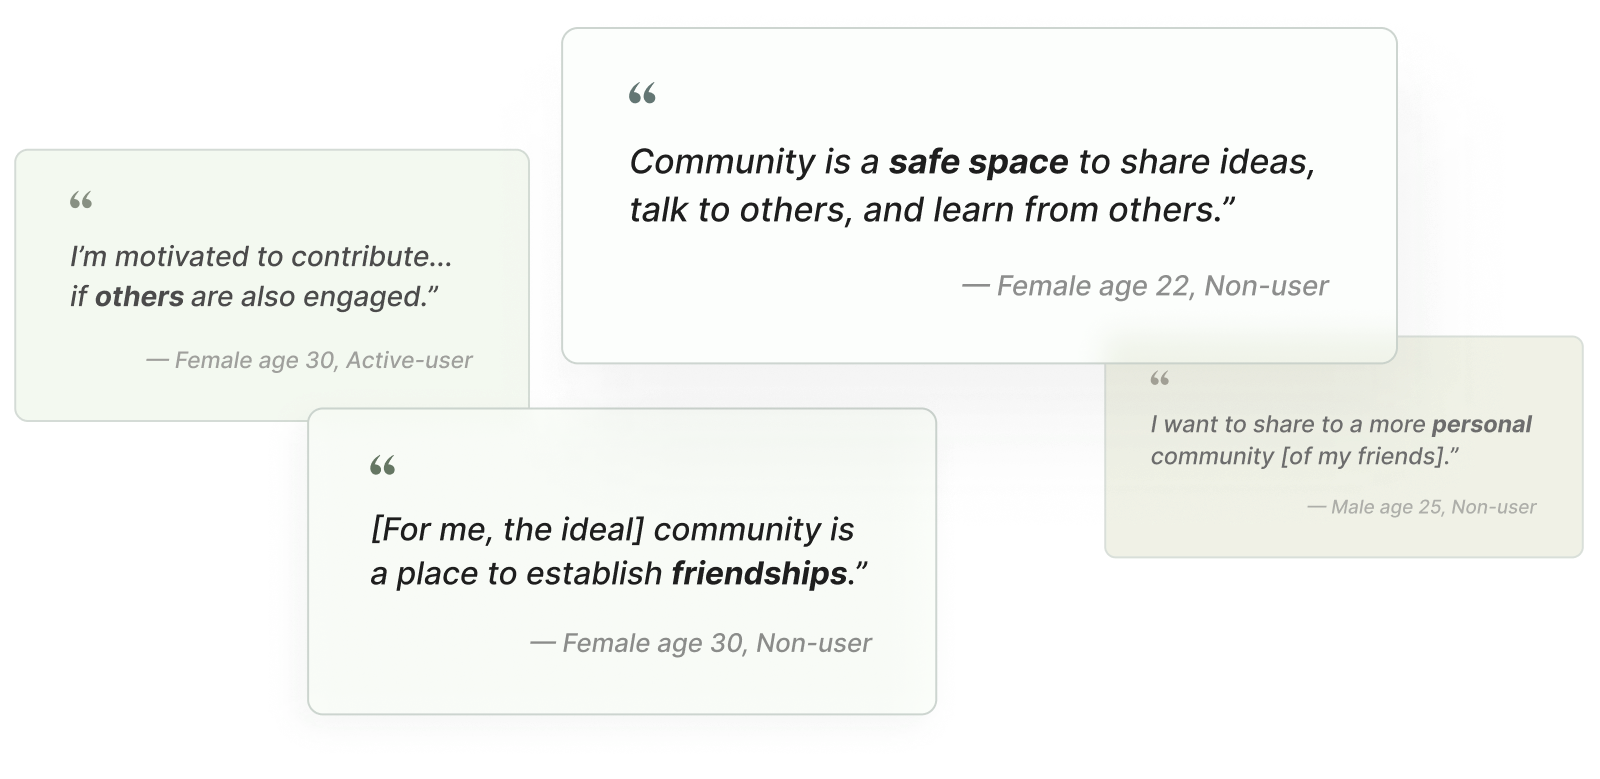 “
I’m motivated to contribute...
if others are also engaged.”
— Female age 30, Active-user
“
Community is a safe space to share ideas,
talk to others, and learn from others.”
— Female age 22, Non-user
“
[For me, the ideal] community is
a place to establish friendships.”
— Female age 30, Non-user
“
I want to share to a more personal
community [of my friends].”
— Male age 25, Non-user